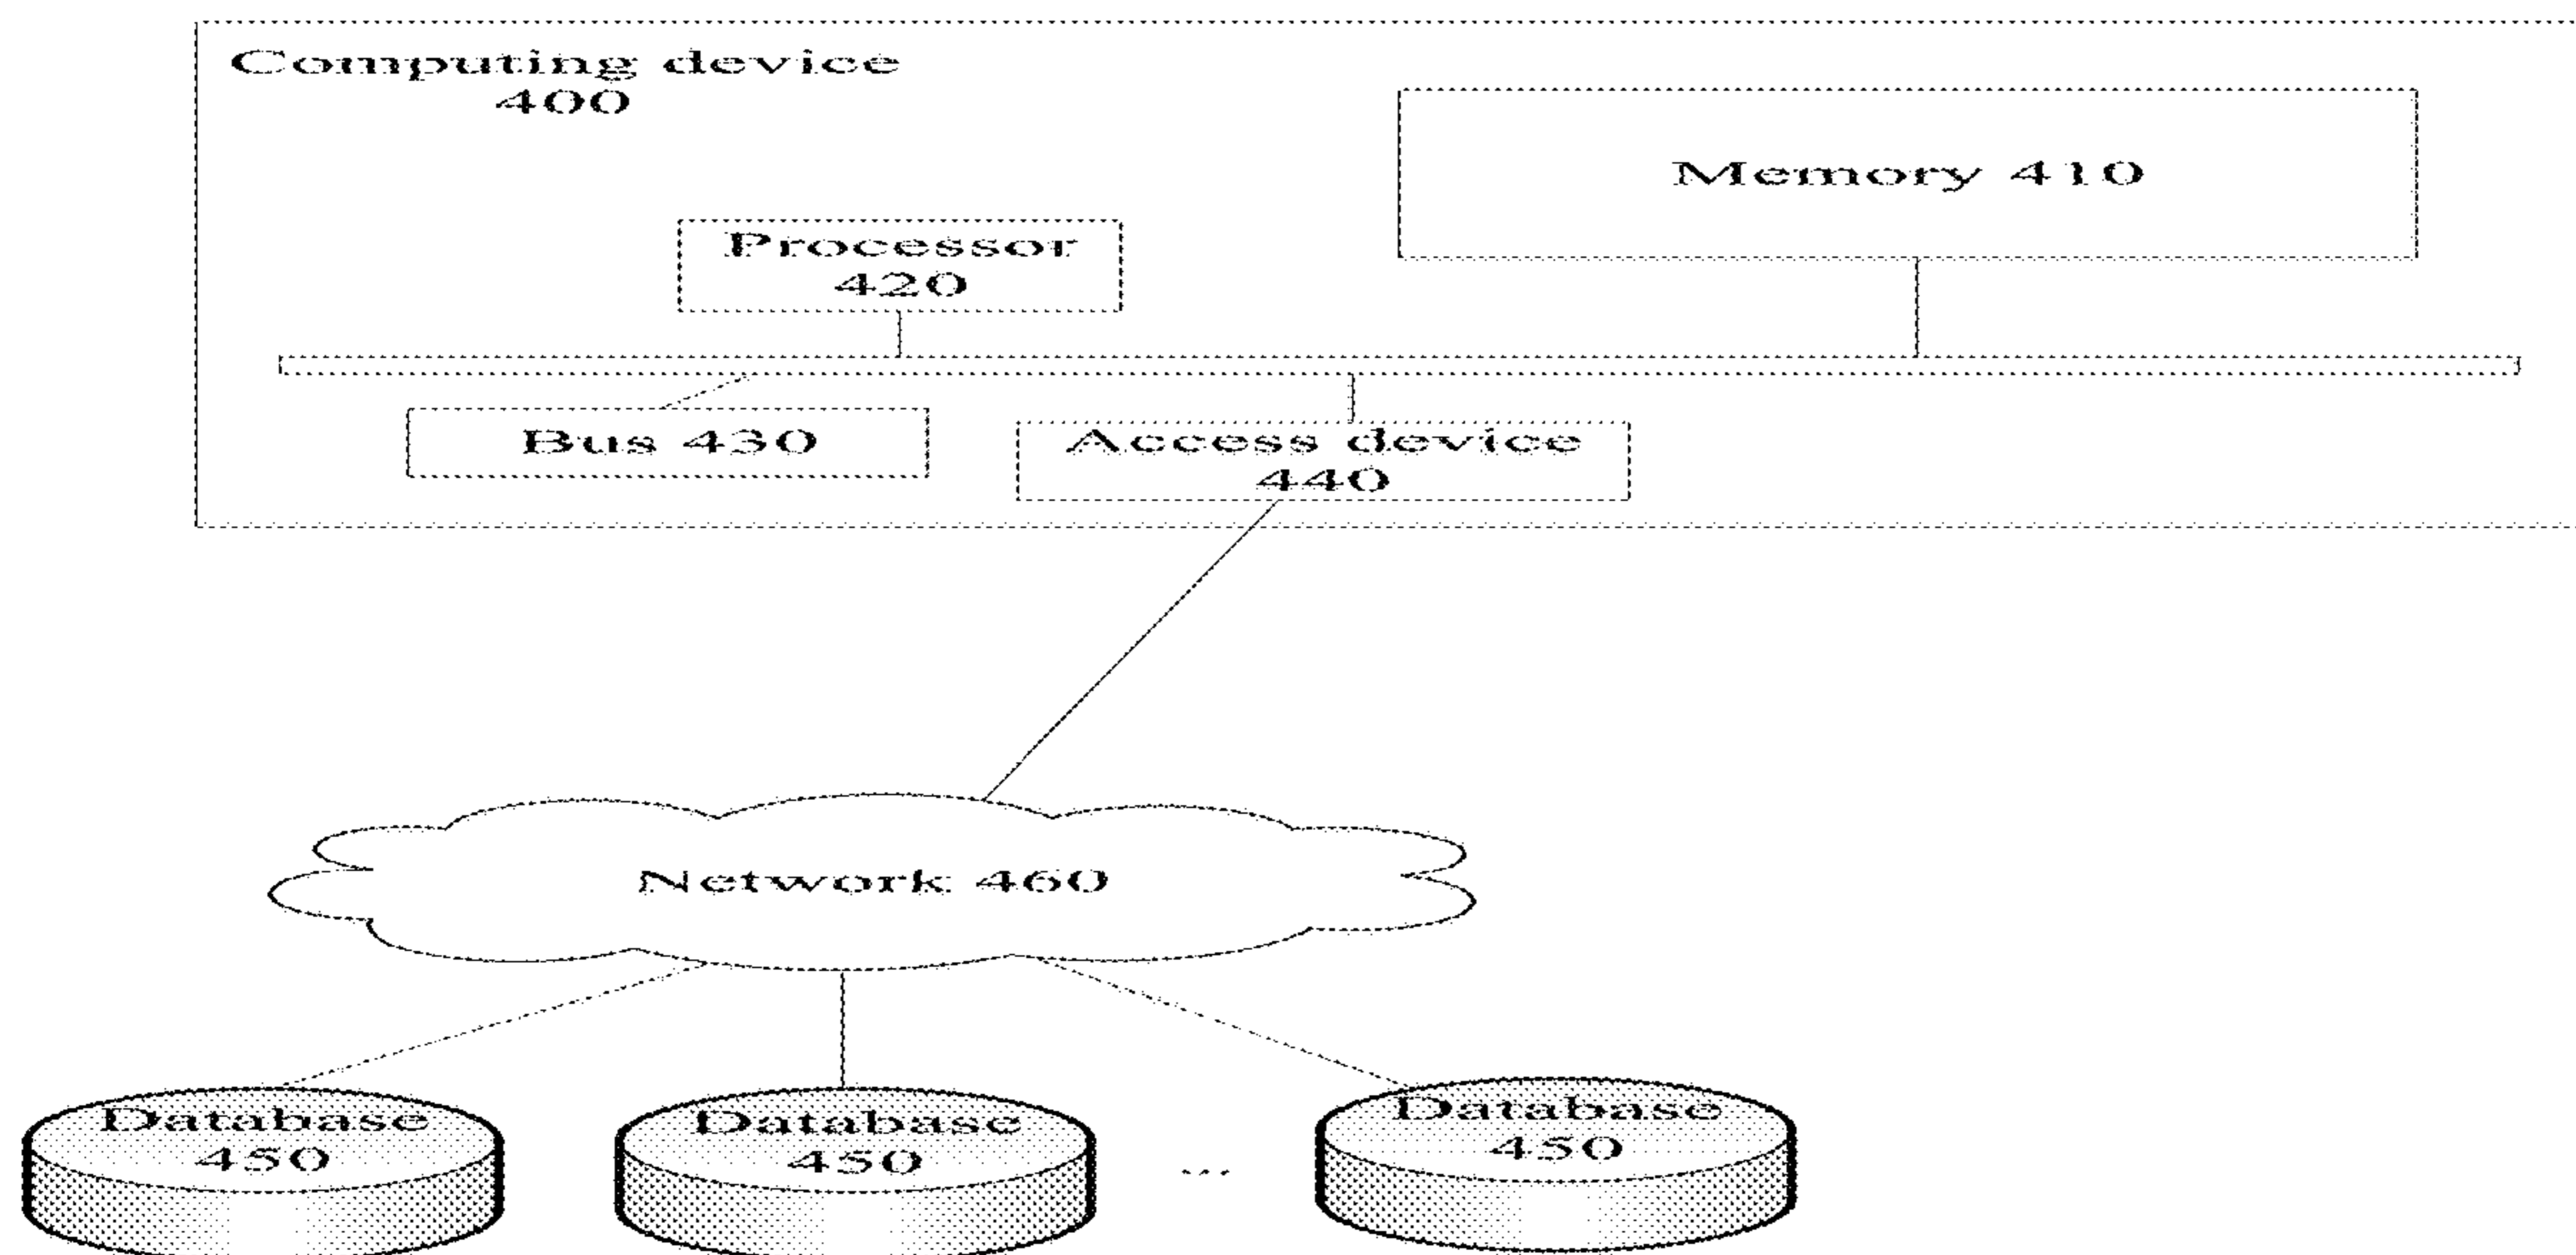 Computing device
400
Memory 410
Processor
420
Bus 430
Access device
440
Network 460
Database
450
Database
450
...
Database
450